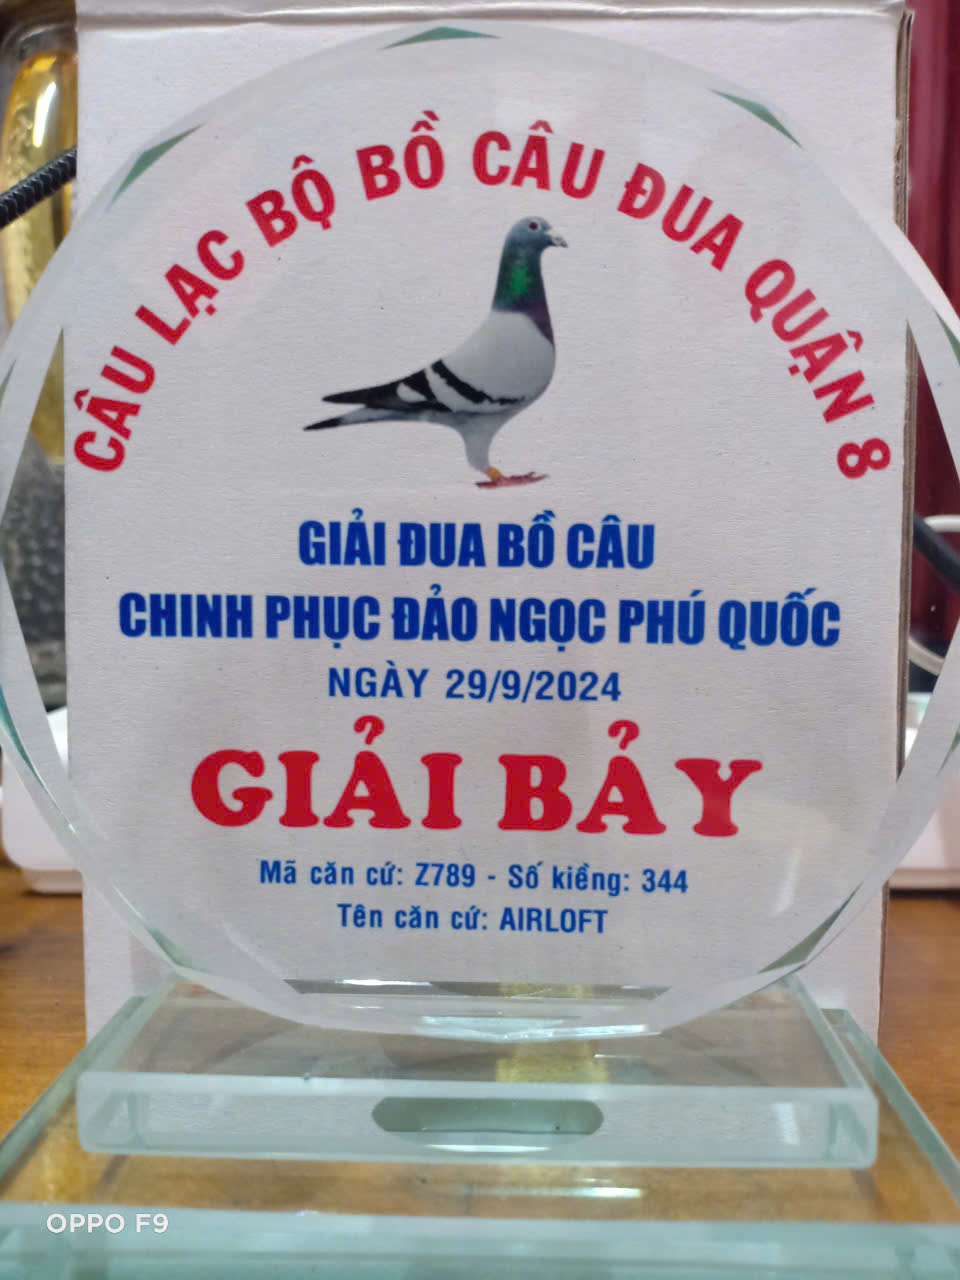 CÂU LẠC BỘ BỒ CÂU ĐUA QUẬN 8
GIẢI ĐUA BỒ CÂU
CHINH PHỤC ĐẢO NGỌC PHÚ QUỐC
NGÀY 29/9/2024
GIẢI BẢY
Mã căn cứ: Z789 - Số kiềng: 344
Tên căn cứ: AIRLOFT
OPPO F9